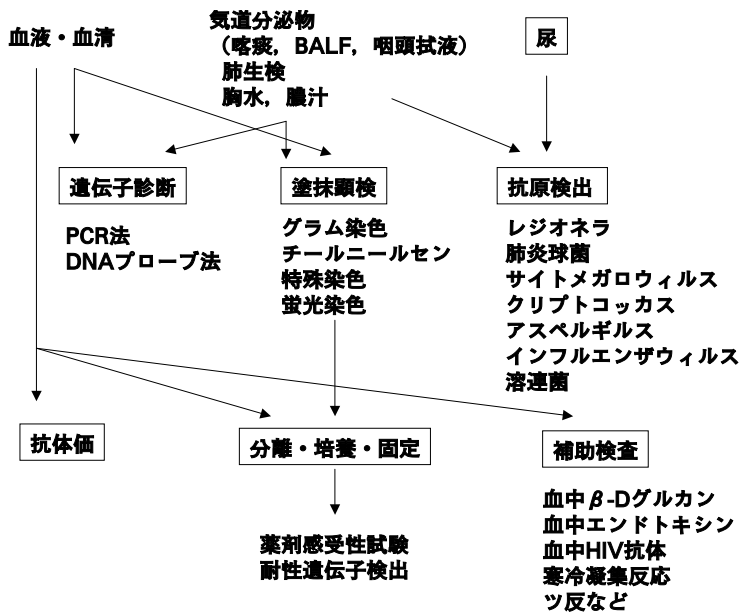 血液・血清
気道分泌物
（喀痰，BALF，咽頭拭液）
肺生検
胸水，膿汁
尿
遺伝子診断
PCR法
DNAプローブ法
塗抹顕検
グラム染色
チールニールセン
特殊染色
蛍光染色
抗原検出
レジオネラ
肺炎球菌
サイトメガロウィルス
クリプトコッカス
アスペルギルス
インフルエンザウィルス
溶連菌
抗体価
分離・培養・固定
薬剤感受性試験
耐性遺伝子検出
補助検査
血中β-Dグルカン
血中エンドトキシン
血中HIV抗体
寒冷凝集反応
ツ反など